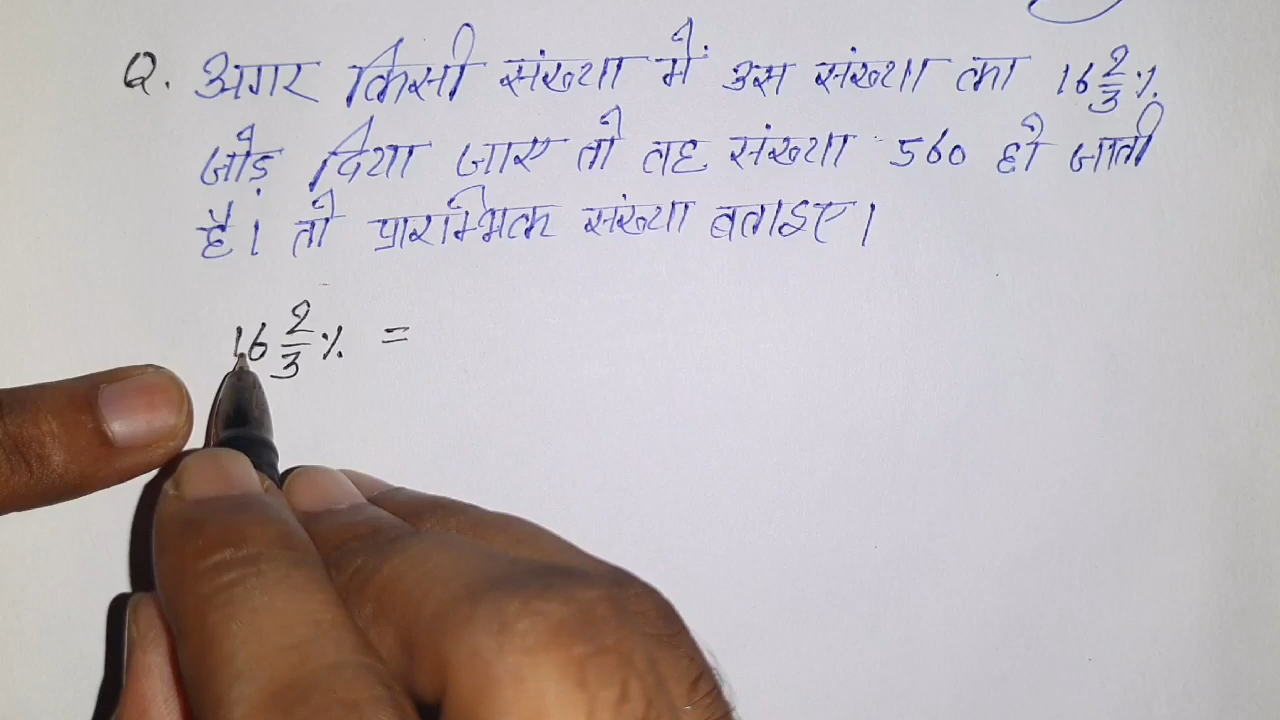 Q. अगर किसी संख्या में उस संख्या का 16 2/3 %
जोड़ दिया जाए तो वह संख्या 560 हो जाती
है। तो प्रारम्भिक संख्या बताइए।
16 2/3 % =